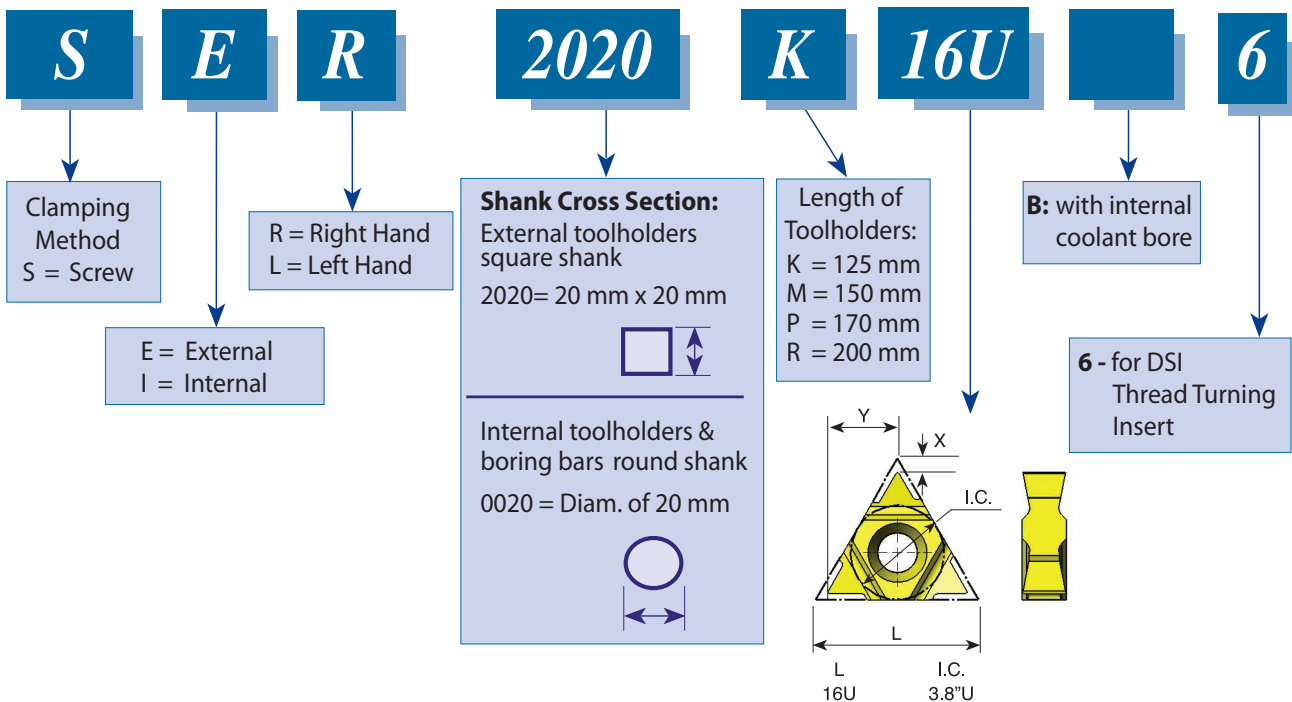 S E R 2020 K 16U 6
Clamping
Method
S = Screw
E = External
I = Internal
R = Right Hand
L = Left Hand
Shank Cross Section:
External toolholders
square shank
2020= 20 mm x 20 mm
Internal toolholders &
boring bars round shank
0020 = Diam. of 20 mm
Length of
Toolholders:
K = 125 mm
M = 150 mm
P = 170 mm
R = 200 mm
Y
X
I.C.
L
L I.C.
16U 3.8”U
B: with internal
coolant bore
6 - for DSI
Thread Turning
Insert